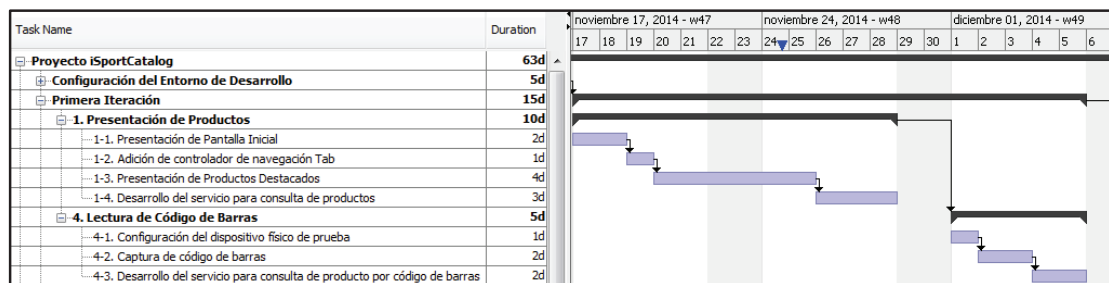 noviembre 17, 2014 - w47 noviembre 24, 2014 - w48 diciembre 01, 2014 - w49
Task Name Duration
17 18 19 20 21 22 23 24 25 26 27 28 29 30 1 2 3 4 5 6
Proyecto iSportCatalog 63d
Configuración del Entorno de Desarrollo 5d
Primera Iteración 15d
1. Presentación de Productos 10d
1-1. Presentación de Pantalla Inicial 2d
1-2. Adición de controlador de navegación Tab 1d
1-3. Presentación de Productos Destacados 4d
1-4. Desarrollo del servicio para consulta de productos 3d
4. Lectura de Código de Barras 5d
4-1. Configuración del dispositivo físico de prueba 1d
4-2. Captura de código de barras 2d
4-3. Desarrollo del servicio para consulta de producto por código de barras 2d